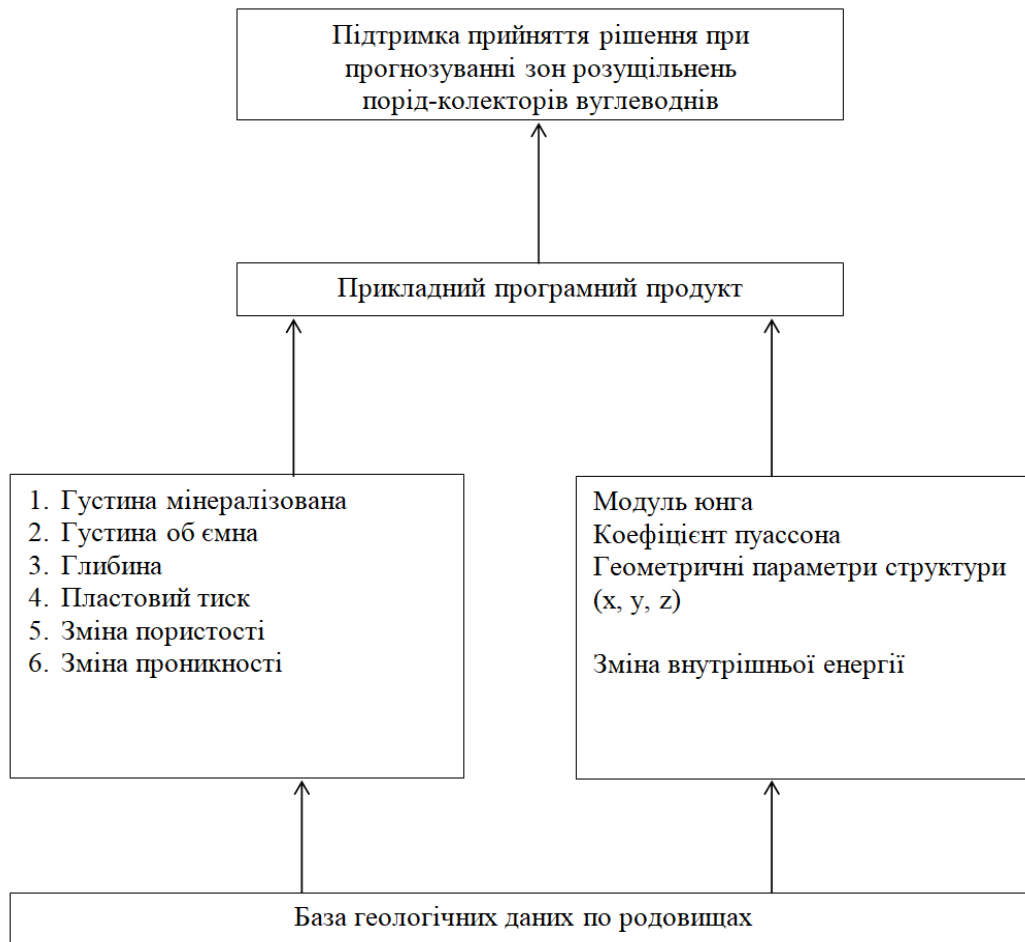 Підтримка прийняття рішення при
прогнозуванні зон розущільнень
порід-колекторів вуглеводнів
Прикладний програмний продукт
1. Густина мінералізована
2. Густина об ємна
3. Глибина
4. Пластовий тиск
5. Зміна пористості
6. Зміна проникності
Модуль юнга
Коефіцієнт пуассона
Геометричні параметри структури
(x, y, z)
Зміна внутрішньої енергії
База геологічних даних по родовищах